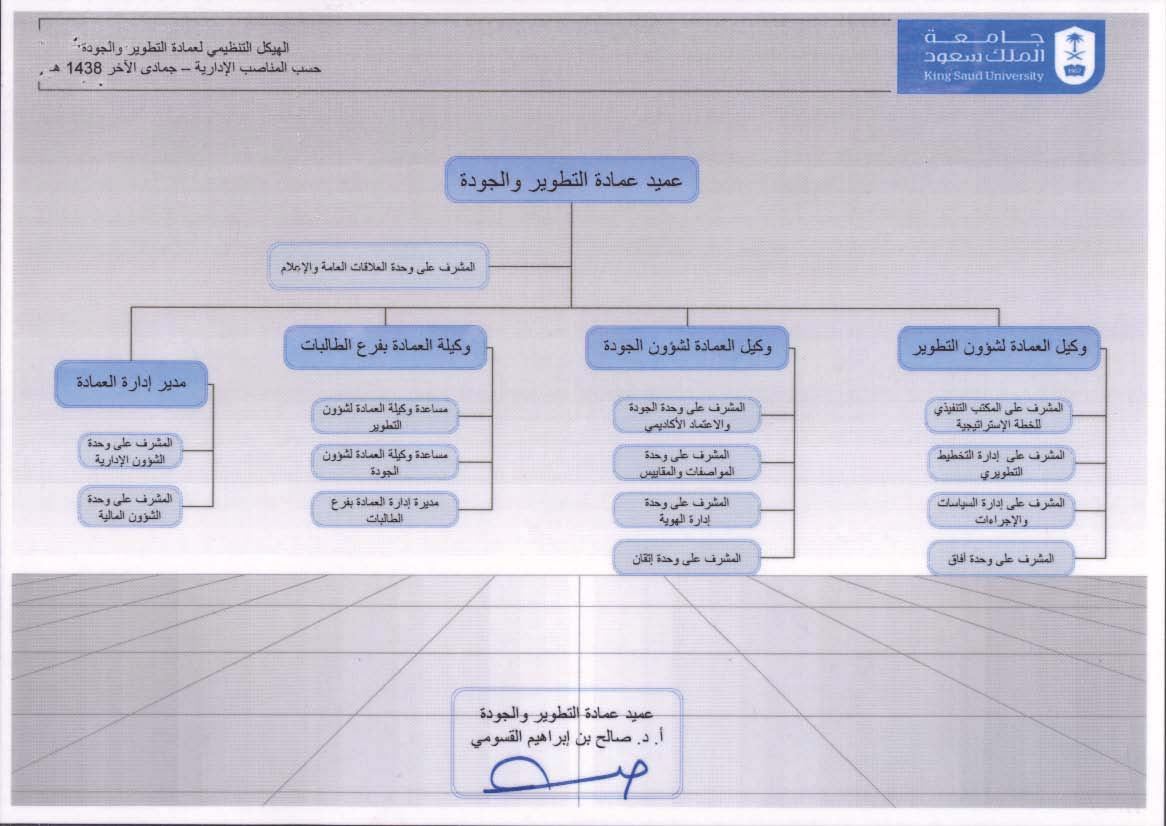 جامعة
الملك سعود
King Saud University
1957
الهيكل التنظيمي لعمادة التطوير والجودة
حسب المناصب الإدارية – جمادى الأخر 1438 هـ
عميد عمادة التطوير والجودة
المشرف على وحدة العلاقات العامة والإعلام
وكيل العمادة لشؤون التطوير
المشرف على المكتب التنفيذي
للخطة الإستراتيجية
المشرف على إدارة التخطيط
التطويري
المشرف على إدارة السياسات
والإجراءات
المشرف على وحدة آفاق
وكيل العمادة لشؤون الجودة
المشرف على وحدة الجودة
والاعتماد الأكاديمي
المشرف على وحدة
المواصفات والمقاييس
المشرف على وحدة
إدارة الهوية
المشرف على وحدة إتقان
وكيلة العمادة بفرع الطالبات
مساعدة وكيلة العمادة لشؤون
التطوير
مساعدة وكيلة العمادة لشؤون
الجودة
مديرة إدارة العمادة بفرع
الطالبات
مدير إدارة العمادة
المشرف على وحدة
الشؤون الإدارية
المشرف على وحدة
الشؤون المالية
عميد عمادة التطوير والجودة
أ. د. صالح بن إبراهيم القسومي